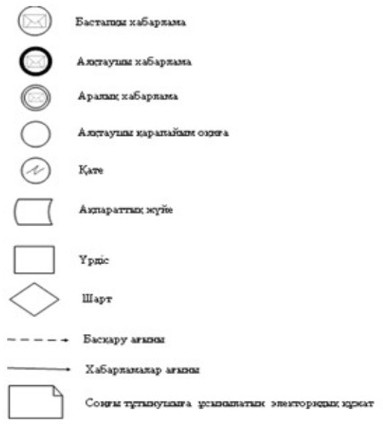 Бастапқы хабарлама
Аяқтаушы хабарлама
Аралық хабарлама
Аяқтаушы қарапайым оқиға
Қате
Ақпараттық жүйе
Үрдіс
Шарт
Басқару ағыны
Хабарламалар ағыны
Соңғы тұтынушыға ұсынылатын электорндық құжат